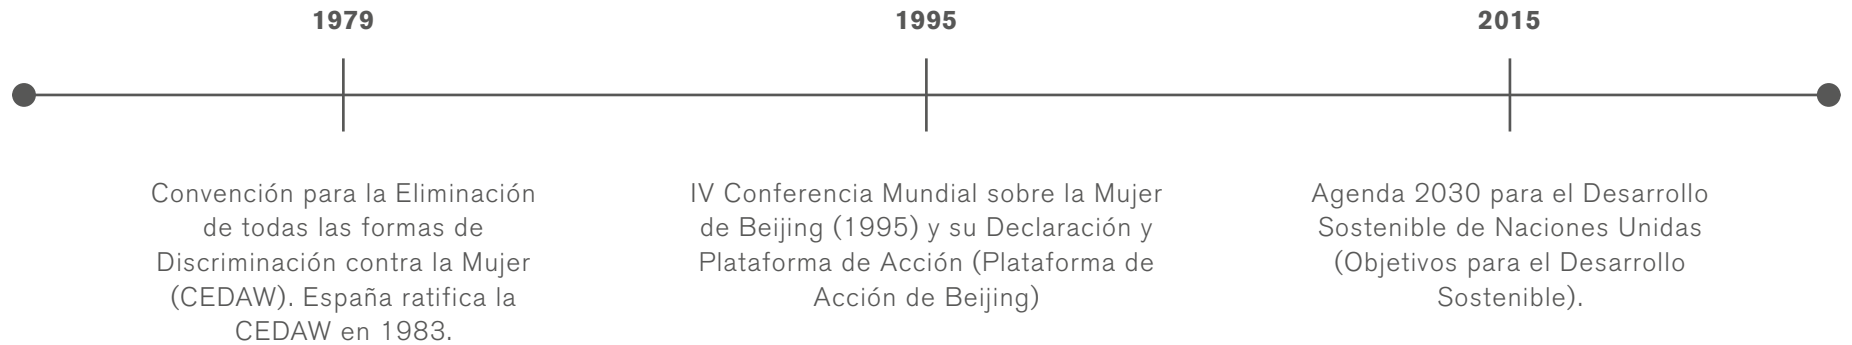 1979
Convención para la Eliminación
de todas las formas de
Discriminación contra la Mujer
(CEDAW). España ratifica la
CEDAW en 1983.
1995
IV Conferencia Mundial sobre la Mujer
de Beijing (1995) y su Declaración y
Plataforma de Acción (Plataforma de
Acción de Beijing)
2015
Agenda 2030 para el Desarrollo
Sostenible de Naciones Unidas
(Objetivos para el Desarrollo
Sostenible).